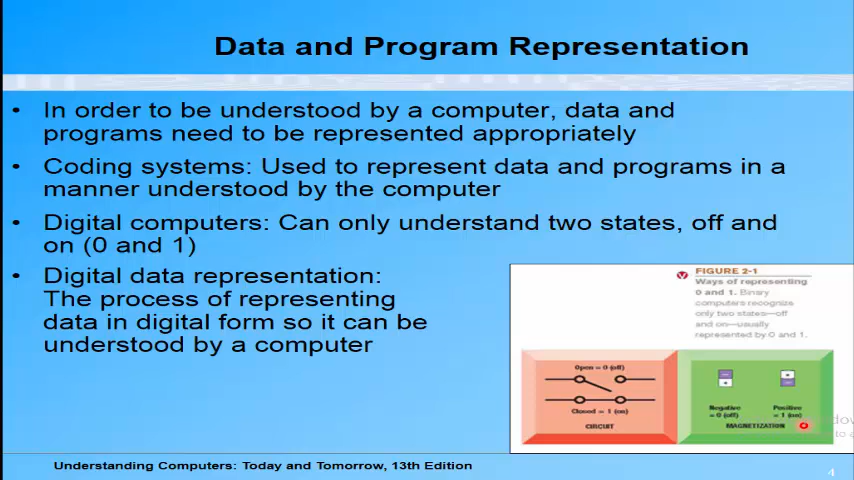 Data and Program Representation
• In order to be understood by a computer, data and
programs need to be represented appropriately
• Coding systems: Used to represent data and programs in a
manner understood by the computer
• Digital computers: Can only understand two states, off and
on (0 and 1)
• Digital data representation:
The process of representing
data in digital form so it can be
understood by a computer
FIGURE 2-1
Ways of representing
0 and 1. Binary
computers recognize
only two states—off
and on—usually
represented by 0 and 1.
Open = 0 (off)
Closed = 1 (on)
CIRCUIT
Negative
= 0 (off)
Positive
= 1 (on)
MAGNETIZATION
Understanding Computers: Today and Tomorrow, 13th Edition
4